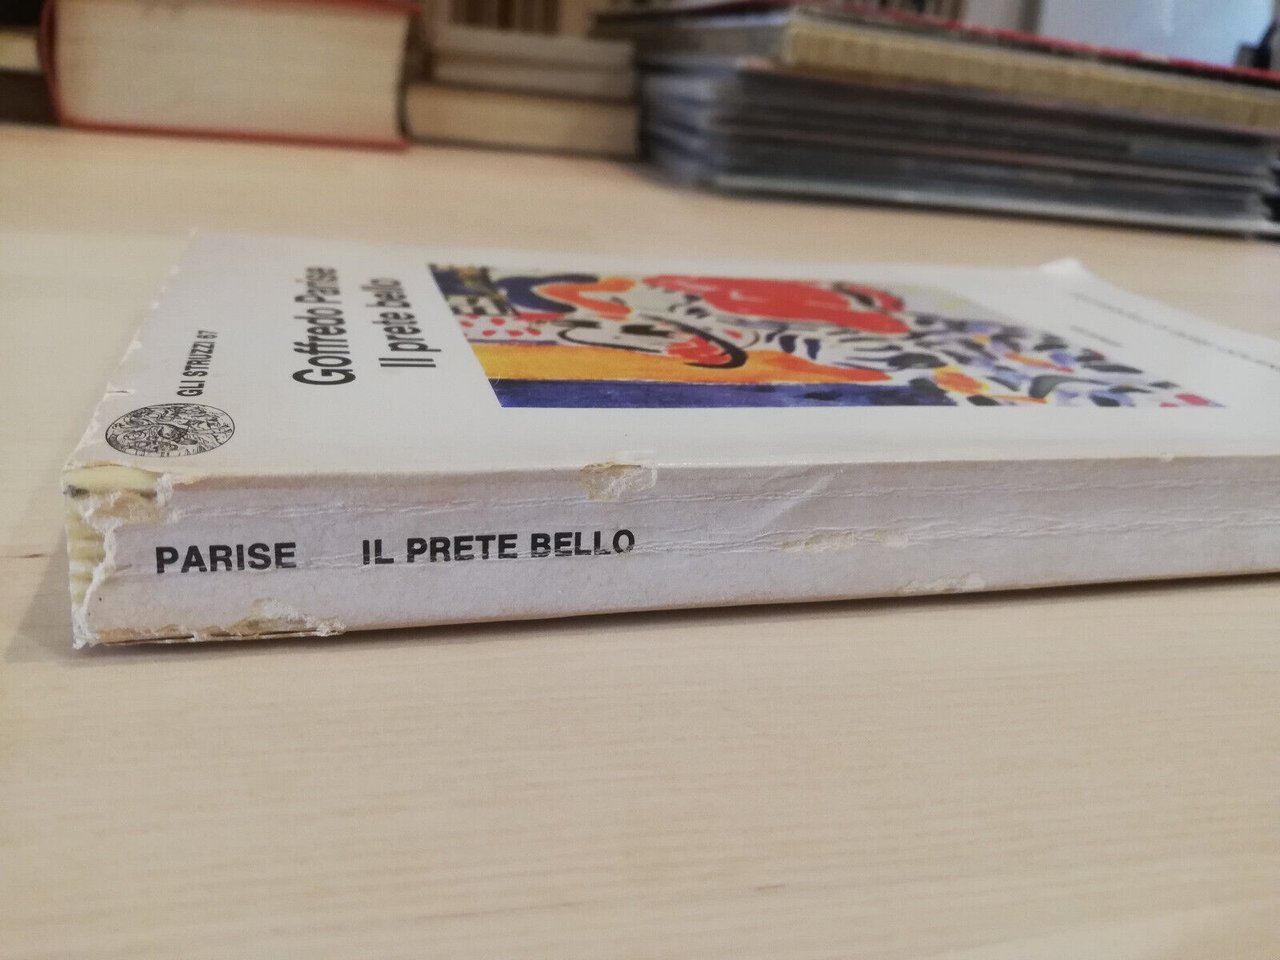 GLI STRUZZI 67
Goffredo Parise
Il prete bello
PARISE IL PRETE BELLO